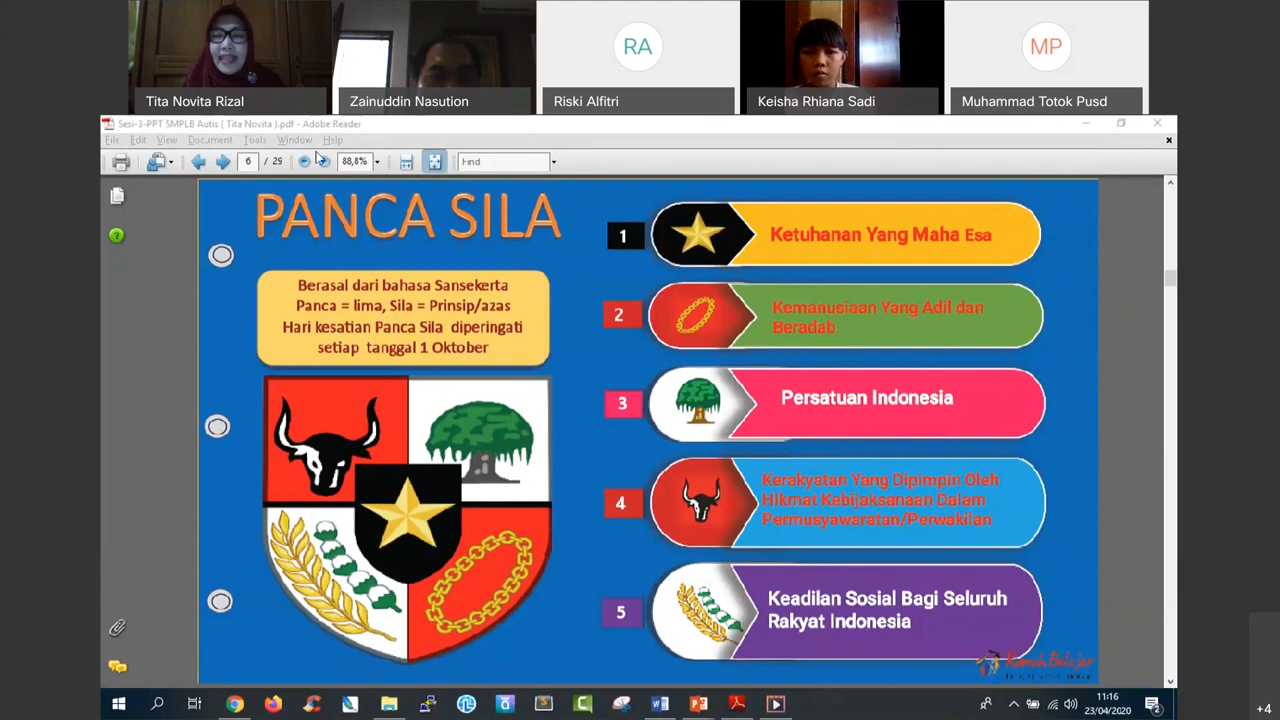 RA
MP
Tita Novita Rizal
Zainuddin Nasution
Riski Alfitri
Keisha Rhiana Sadi
Muhammad Totok Pusd
Sesi-3-PPT SMPLB Autis ( Tita Novita ).pdf - Adobe Reader
File Edit View Document Tools Window Help
6 / 29 88,8% Find
PANCA SILA
Berasal dari bahasa Sansekerta
Panca = lima, Sila = Prinsip/azas
Hari kesatian Panca Sila diperingati
setiap tanggal 1 Oktober
1
Ketuhanan Yang Maha Esa
2
Kemanusiaan Yang Adil dan
Beradab
3
Persatuan Indonesia
4
Kerakyatan Yang Dipimpin Oleh
Hikmat Kebijaksanaan Dalam
Permusyawaratan/Perwakilan
5
Keadilan Sosial Bagi Seluruh
Rakyat Indonesia
Rumah Belajar
11:16
23/04/2020
2
+4